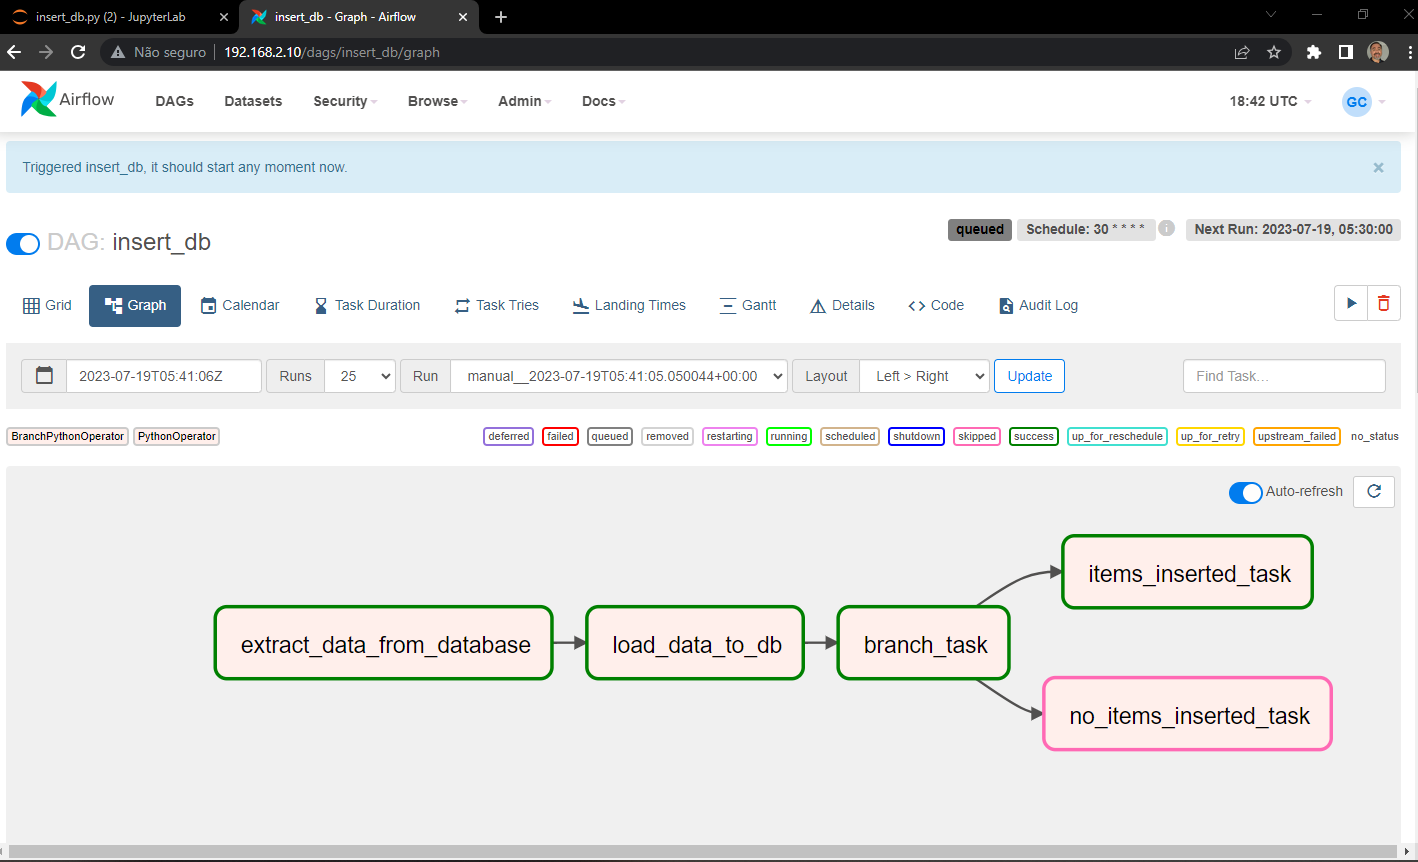 insert_db.py (2) - JupyterLab
insert_db - Graph - Airflow
Não seguro 192.168.2.10/dags/insert_db/graph
Airflow DAGs Datasets Security Browse Admin Docs 18:42 UTC GC
Triggered insert_db, it should start any moment now.
DAG: insert_db
queued Schedule: 30 * * * * Next Run: 2023-07-19, 05:30:00
Grid Graph Calendar Task Duration Task Tries Landing Times Gantt Details Code Audit Log
2023-07-19T05:41:06Z Runs 25 Run manual__2023-07-19T05:41:05.050044+00:00 Layout Left > Right Update Find Task...
BranchPythonOperator PythonOperator deferred failed queued removed restarting running scheduled shutdown skipped success up_for_reschedule up_for_retry upstream_failed no_status
Auto-refresh
extract_data_from_database
load_data_to_db
branch_task
items_inserted_task
no_items_inserted_task